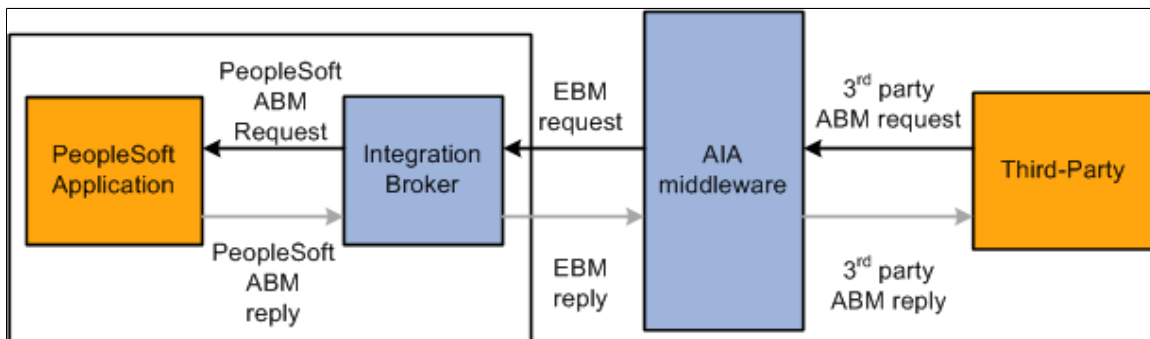 PeopleSoft
ABM
Request
EBM
request
3rd party
ABM request
PeopleSoft
Application
Integration
Broker
AIA
middleware
Third-Party
PeopleSoft
ABM
reply
EBM
reply
3rd party
ABM reply